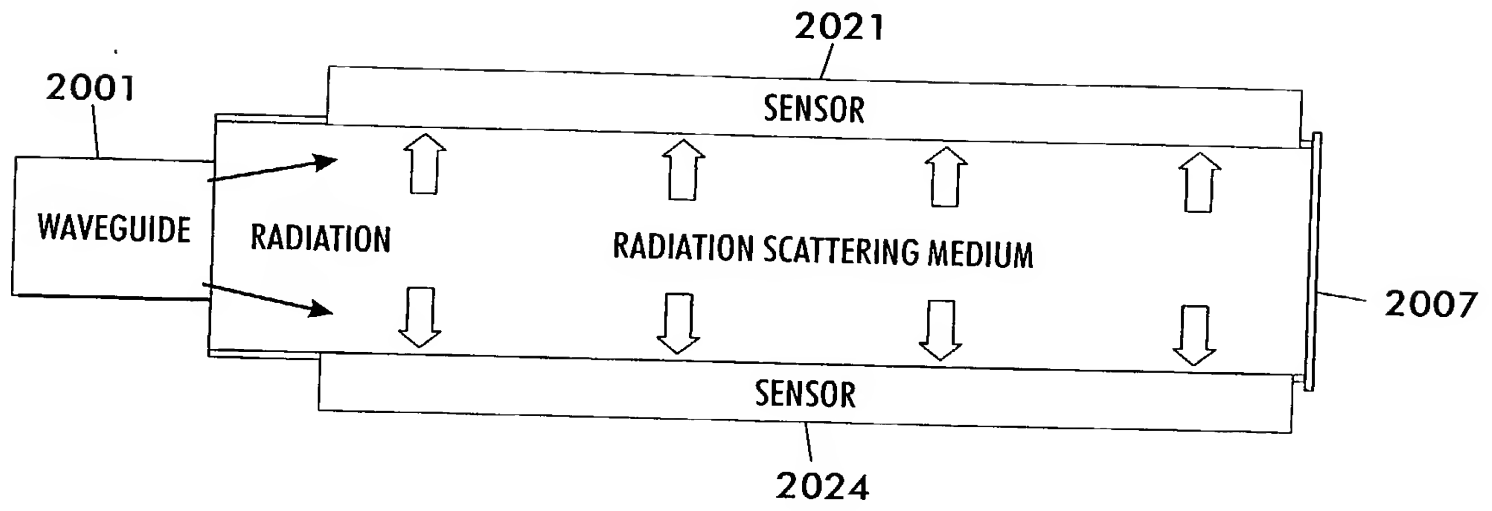 2021
2001
SENSOR
WAVEGUIDE
RADIATION
RADIATION SCATTERING MEDIUM
2007
SENSOR
2024